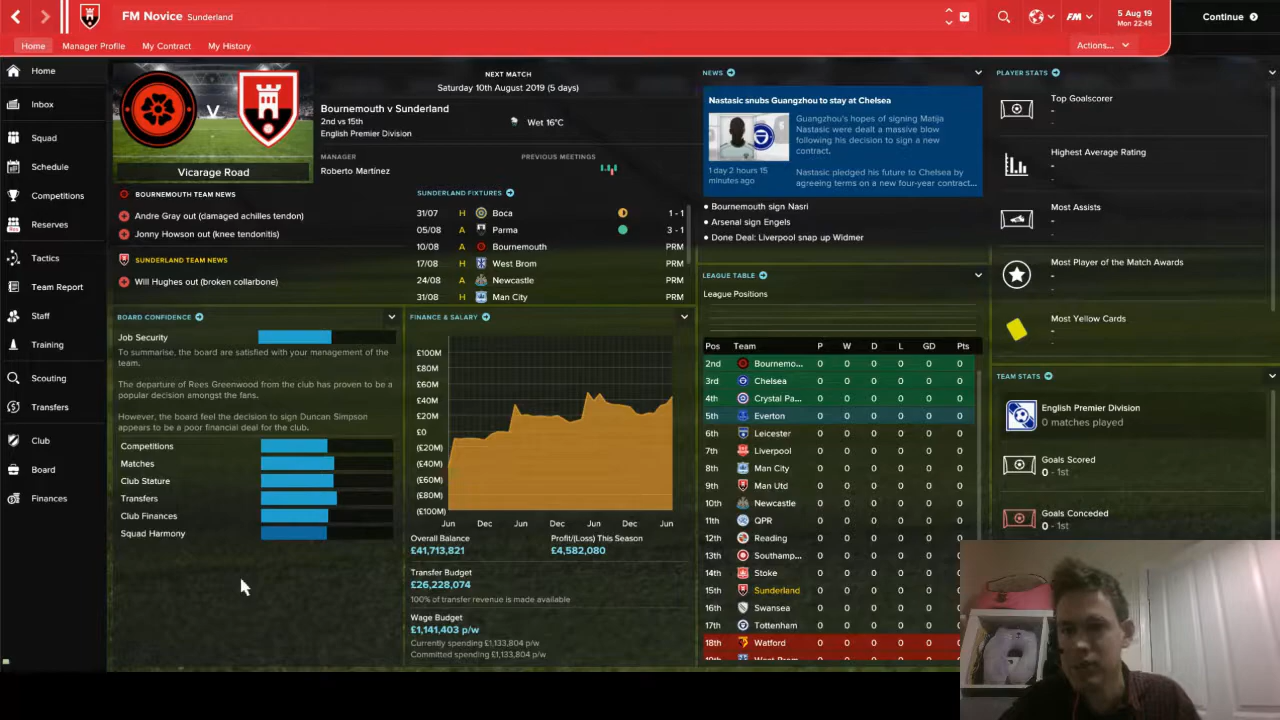 FM Novice Sunderland
5 Aug 19
Mon 22:45
FM
Continue
Home
Manager Profile
My Contract
My History
Actions...
Home
Inbox
Squad
Schedule
Competitions
Reserves
Tactics
Team Report
Staff
Training
Scouting
Transfers
Club
Board
Finances
Vicarage Road
V
NEXT MATCH
Saturday 10th August 2019 (5 days)
Bournemouth v Sunderland
2nd vs 15th
English Premier Division
Wet 16°C
MANAGER
Roberto Martínez
PREVIOUS MEETINGS
BOURNEMOUTH TEAM NEWS
Andre Gray out (damaged achilles tendon)
Jonny Howson out (knee tendonitis)
SUNDERLAND TEAM NEWS
Will Hughes out (broken collarbone)
SUNDERLAND FIXTURES
31/07 H Boca 1 - 1
05/08 A Parma 3 - 1
10/08 A Bournemouth PRM
17/08 H West Brom PRM
24/08 A Newcastle PRM
31/08 H Man City PRM
BOARD CONFIDENCE
Job Security
To summarise, the board are satisfied with your management of the
team.
The departure of Rees Greenwood from the club has proven to be a
popular decision amongst the fans.
However, the board feel the decision to sign Duncan Simpson
appears to be a poor financial deal for the club.
Competitions
Matches
Club Stature
Transfers
Club Finances
Squad Harmony
FINANCE & SALARY
£100M
£80M
£60M
£40M
£20M
£0
(£20M)
(£40M)
(£60M)
(£80M)
(£100M)
Jun Dec Jun Dec Jun Dec Jun
Overall Balance
£41,713,821
Profit/(Loss) This Season
£4,582,080
Transfer Budget
£26,228,074
100% of transfer revenue is made available
Wage Budget
£1,141,403 p/w
Currently spending £1,133,804 p/w
Committed spending £1,133,804 p/w
NEWS
Nastasic snubs Guangzhou to stay at Chelsea
Guangzhou's hopes of signing Matija
Nastasic were dealt a massive blow
following his decision to sign a new
contract.
Nastasic pledged his future to Chelsea by
agreeing terms on a new four-year contract...
1 day 2 hours 15
minutes ago
• Bournemouth sign Nasri
• Arsenal sign Engels
• Done Deal: Liverpool snap up Widmer
LEAGUE TABLE
League Positions
Pos Team P W D L GD Pts
2nd Bournemo... 0 0 0 0 0 0
3rd Chelsea 0 0 0 0 0 0
4th Crystal Pa... 0 0 0 0 0 0
5th Everton 0 0 0 0 0 0
6th Leicester 0 0 0 0 0 0
7th Liverpool 0 0 0 0 0 0
8th Man City 0 0 0 0 0 0
9th Man Utd 0 0 0 0 0 0
10th Newcastle 0 0 0 0 0 0
11th QPR 0 0 0 0 0 0
12th Reading 0 0 0 0 0 0
13th Southamp... 0 0 0 0 0 0
14th Stoke 0 0 0 0 0 0
15th Sunderland 0 0 0 0 0 0
16th Swansea 0 0 0 0 0 0
17th Tottenham 0 0 0 0 0 0
18th Watford 0 0 0 0 0 0
19th West Brom 0 0 0 0 0
PLAYER STATS
Top Goalscorer
-
Highest Average Rating
-
Most Assists
-
Most Player of the Match Awards
-
Most Yellow Cards
-
TEAM STATS
English Premier Division
0 matches played
Goals Scored
0 - 1st
Goals Conceded
0 - 1st